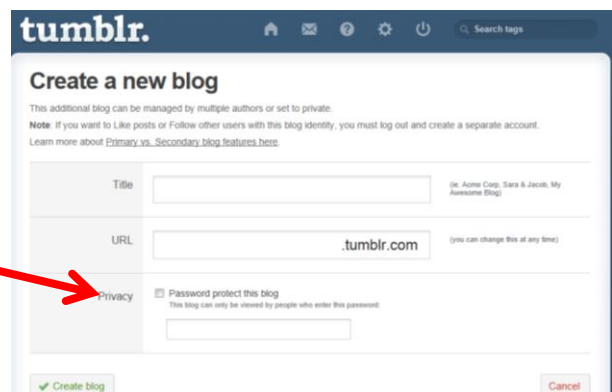 tumblr.
Search tags
Create a new blog
This additional blog can be managed by multiple authors or set to private.
Note: If you want to Like posts or Follow other users with this blog identity, you must log out and create a separate account.
Learn more about Primary vs. Secondary blog features here.
Title
(ie. Acme Corp, Sara & Jacob, My
Awesome Blog)
URL
.tumblr.com
(you can change this at any time)
Privacy
Password protect this blog
This blog can only be viewed by people who enter this password:
Create blog
Cancel